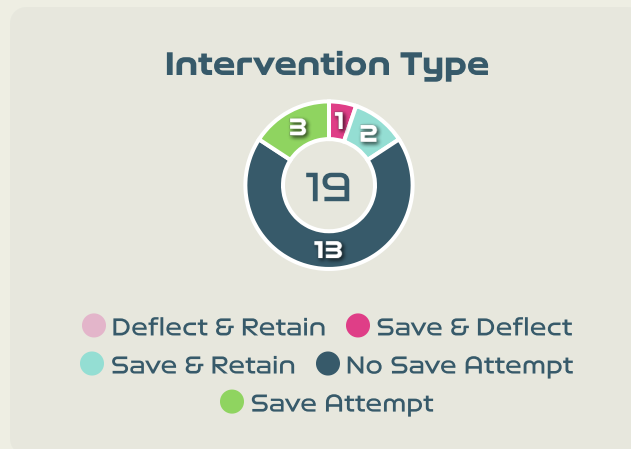 Intervention Type
3 1 2
19
13
Deflect & Retain Save & Deflect
Save & Retain No Save Attempt
Save Attempt